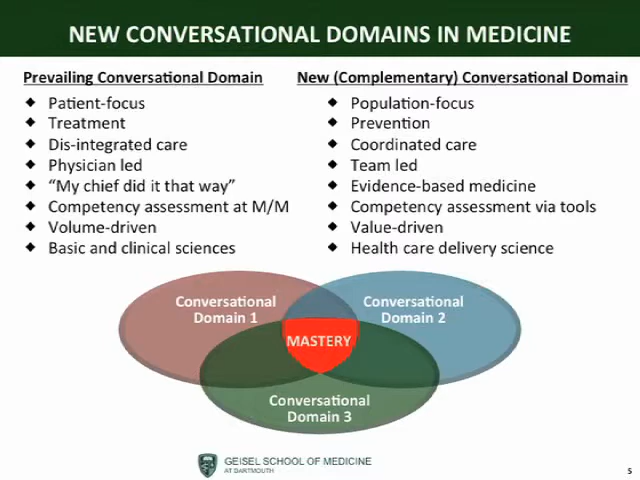 NEW CONVERSATIONAL DOMAINS IN MEDICINE
Prevailing Conversational Domain
◆ Patient-focus
◆ Treatment
◆ Dis-integrated care
◆ Physician led
◆ “My chief did it that way”
◆ Competency assessment at M/M
◆ Volume-driven
◆ Basic and clinical sciences
New (Complementary) Conversational Domain
◆ Population-focus
◆ Prevention
◆ Coordinated care
◆ Team led
◆ Evidence-based medicine
◆ Competency assessment via tools
◆ Value-driven
◆ Health care delivery science
Conversational
Domain 1
Conversational
Domain 2
MASTERY
Conversational
Domain 3
GEISEL SCHOOL OF MEDICINE
AT DARTMOUTH
5